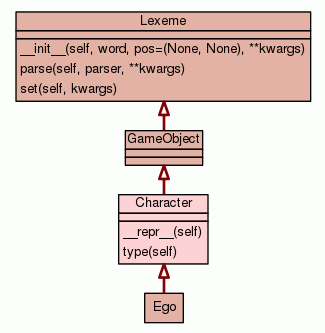 Lexeme
__init__(self, word, pos=(None, None), **kwargs)
parse(self, parser, **kwargs)
set(self, kwargs)
GameObject
Character
__repr__(self)
type(self)
Ego